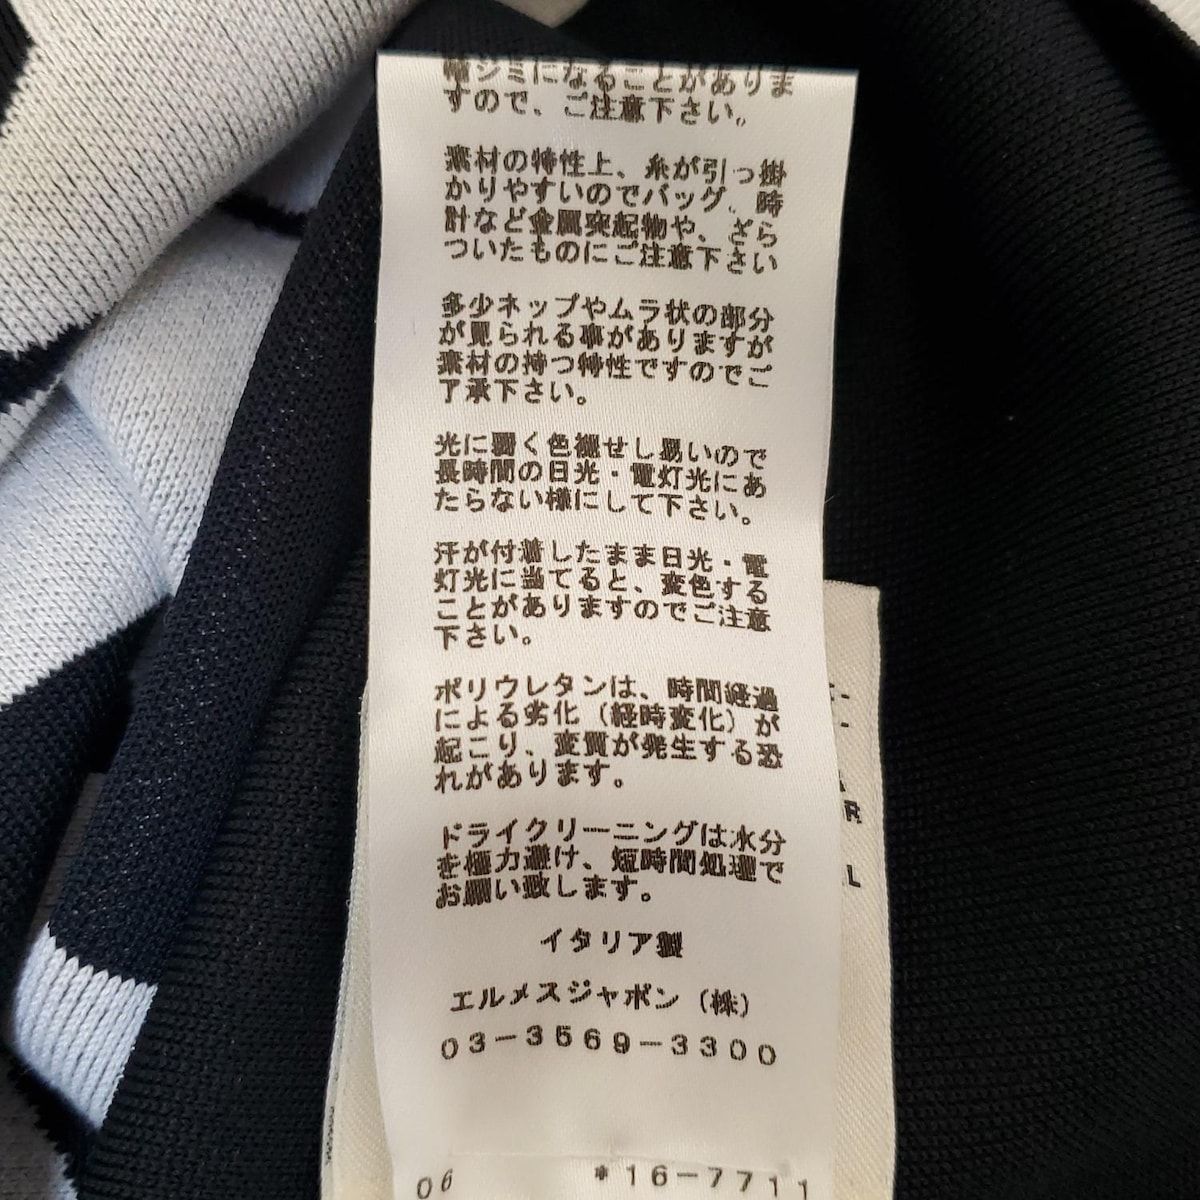 シミになることがありま
すので、ご注意下さい。
素材の特性上、糸が引っ掛
かりやすいのでバッグ、時
計など金属突起物や、ざら
ついたものにご注意下さい
多少ネップやムラ状の部分
が見られる事がありますが
素材の持つ特性ですのでご
了承下さい。
光に弱く色褪せし易いので
長時間の日光・電灯光にあ
たらない様にして下さい。
汗が付着したまま日光・電
灯光に当てると、変色する
ことがありますのでご注意
下さい。
ポリウレタンは、時間経過
による劣化（経時変化）が
起こり、変質が発生する恐
れがあります。
ドライクリーニングは水分
を極力避け、短時間処理で
お願い致します。
イタリア製
エルメスジャポン（株）
03-3569-3300
06 *16-7711
R
L